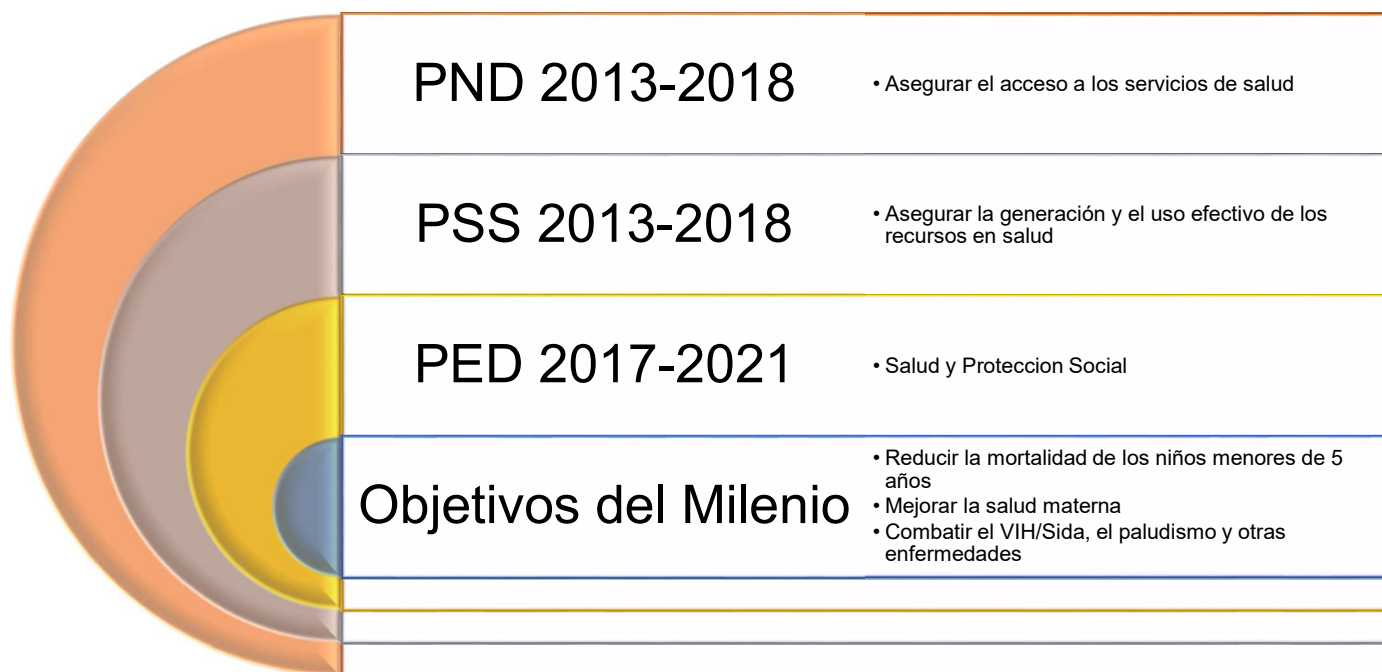 PND 2013-2018
• Asegurar el acceso a los servicios de salud
PSS 2013-2018
• Asegurar la generación y el uso efectivo de los
recursos en salud
PED 2017-2021
• Salud y Proteccion Social
Objetivos del Milenio
• Reducir la mortalidad de los niños menores de 5
años
• Mejorar la salud materna
• Combatir el VIH/Sida, el paludismo y otras
enfermedades